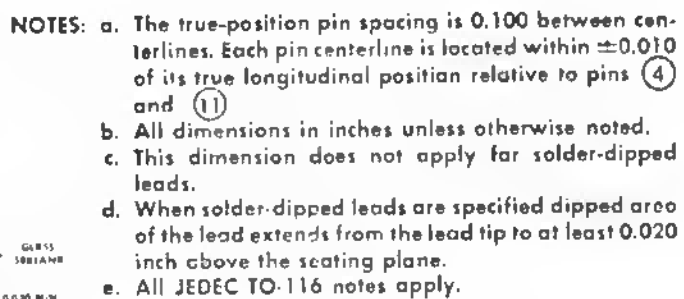 NOTES: a. The true-position pin spacing is 0.100 between cen-
terlines. Each pin centerline is located within ±0.010
of its true longitudinal position relative to pins ④
and ⑪
b. All dimensions in inches unless otherwise noted.
c. This dimension does not apply for solder-dipped
leads.
d. When solder-dipped leads are specified dipped area
of the lead extends from the lead tip to at least 0.020
GLASS
inch above the seating plane.
e. All JEDEC TO-116 notes apply.